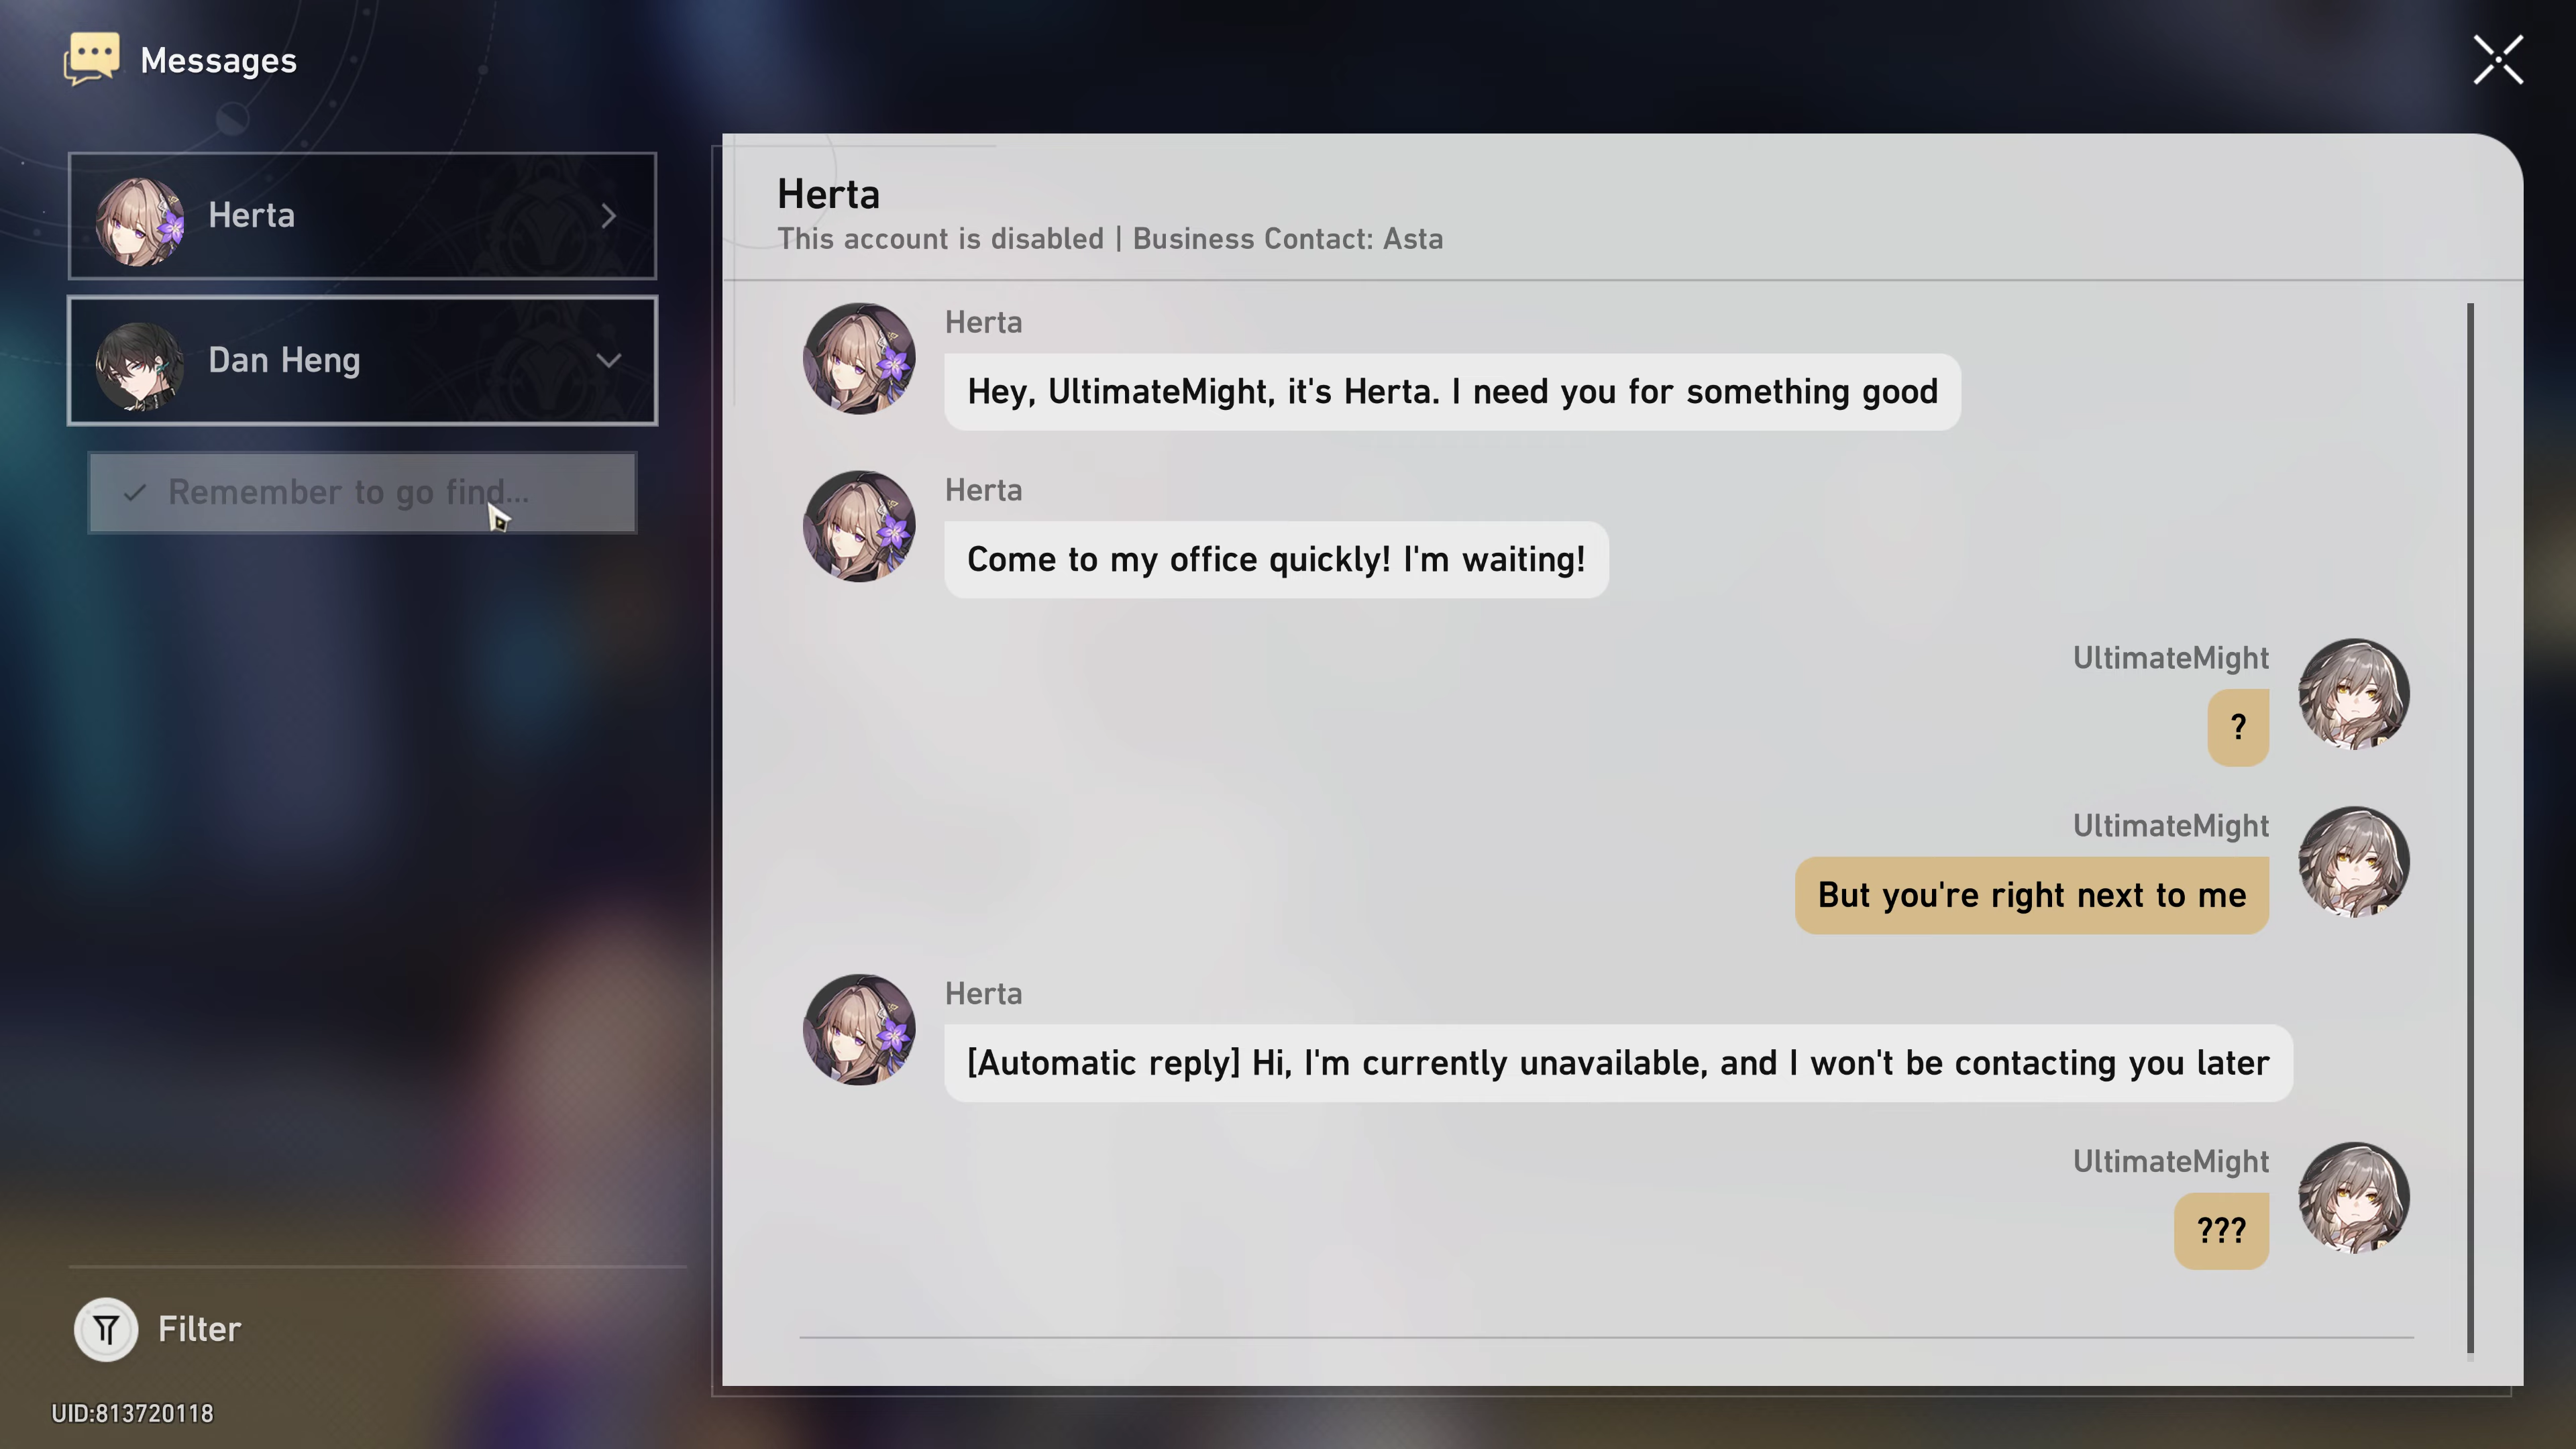 Messages
Herta
Dan Heng
Remember to go find...
Filter
UID:813720118
Herta
This account is disabled | Business Contact: Asta
Herta
Hey, UltimateMight, it's Herta. I need you for something good
Herta
Come to my office quickly! I'm waiting!
UltimateMight
?
UltimateMight
But you're right next to me
Herta
[Automatic reply] Hi, I'm currently unavailable, and I won't be contacting you later
UltimateMight
???